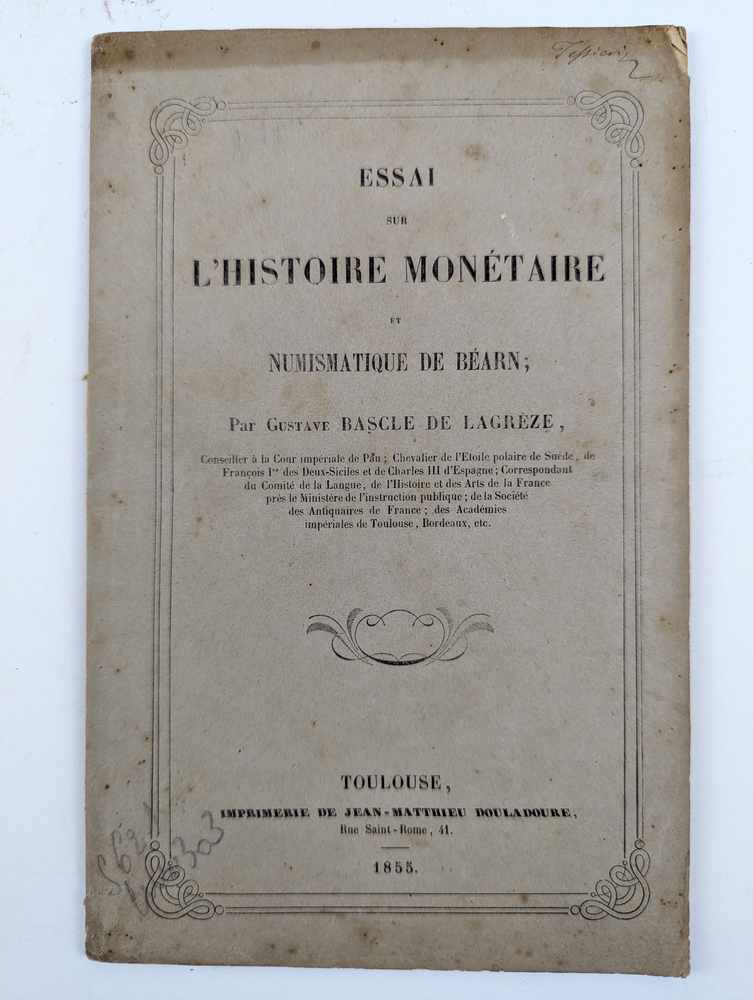 ESSAI
SUR
L'HISTOIRE MONÉTAIRE
ET
NUMISMATIQUE DE BÉARN;
Par GUSTAVE BASCLE DE LAGRÈZE,
Conseiller à la Cour impériale de Pau; Chevalier de l'Etoile polaire de Suède, de
François Ier des Deux-Siciles et de Charles III d'Espagne; Correspondant
du Comité de la Langue, de l'Histoire et des Arts de la France
près le Ministère de l'instruction publique; de la Société
des Antiquaires de France; des Académies
impériales de Toulouse, Bordeaux, etc.
TOULOUSE,
IMPRIMERIE DE JEAN-MATTHIEU DOULADOURE,
Rue Saint-Rome, 41.
1855.